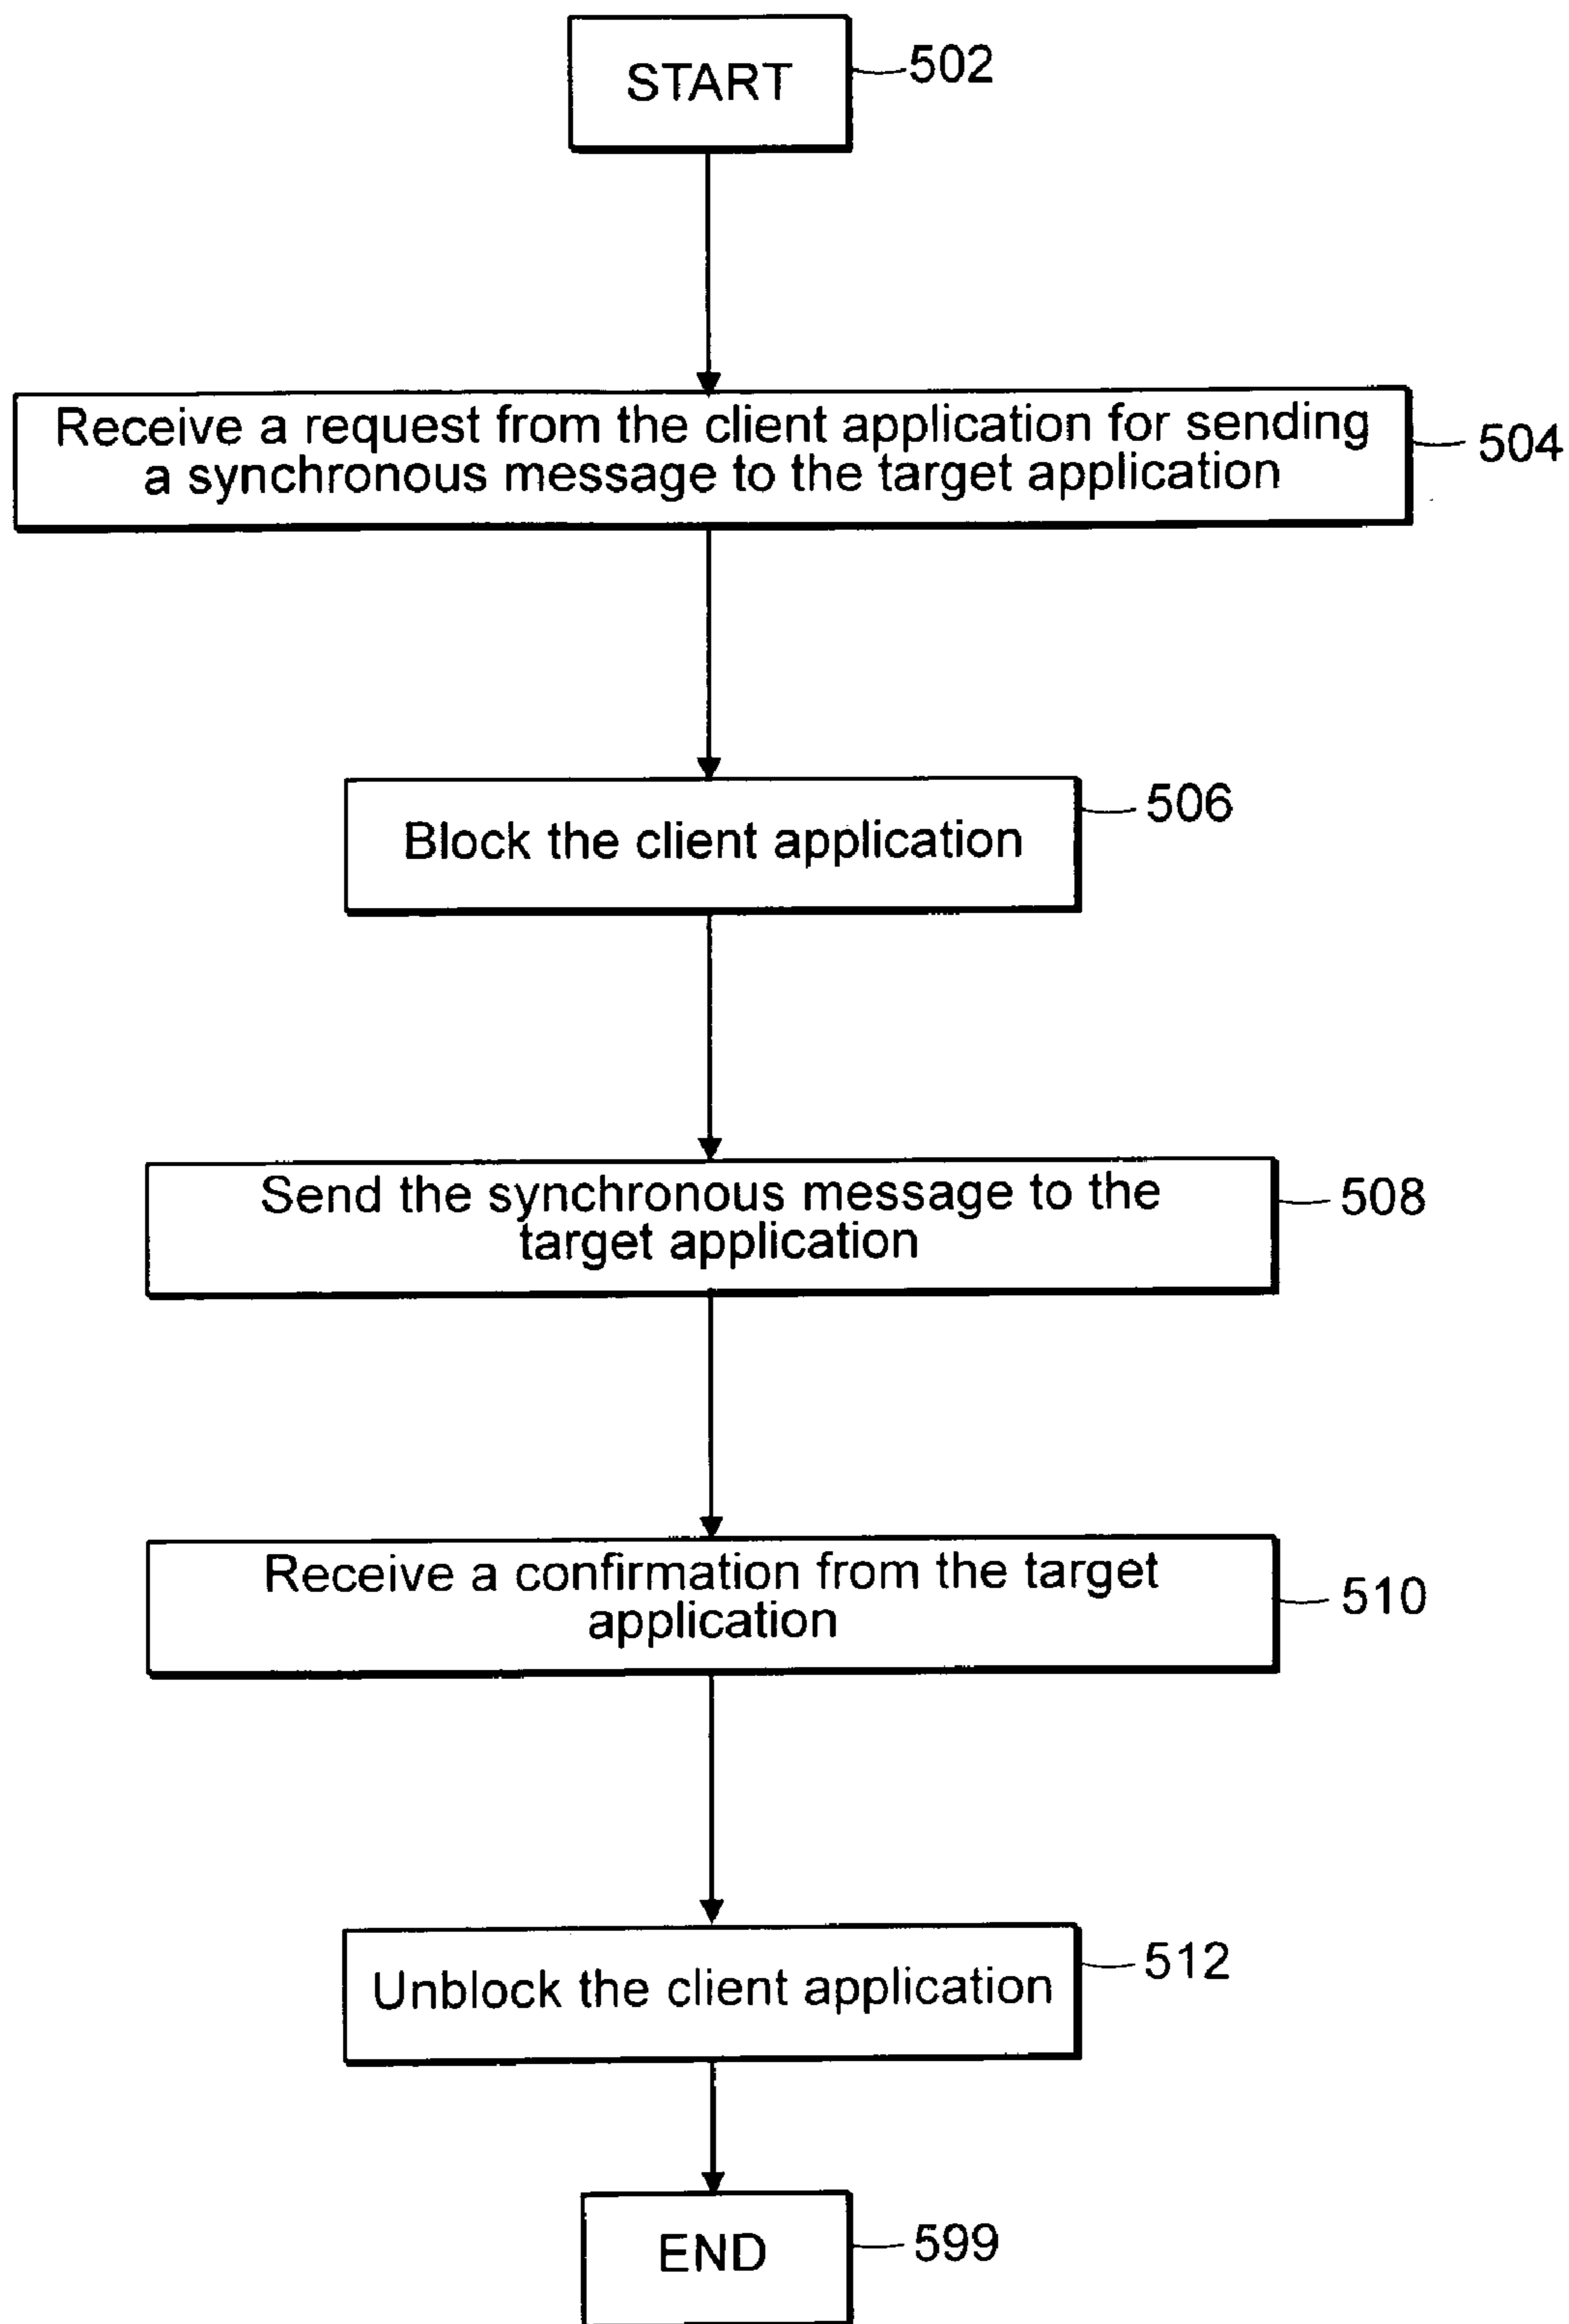 START
502
Receive a request from the client application for sending
a synchronous message to the target application
504
Block the client application
506
Send the synchronous message to the
target application
508
Receive a confirmation from the target
application
510
Unblock the client application
512
END
599